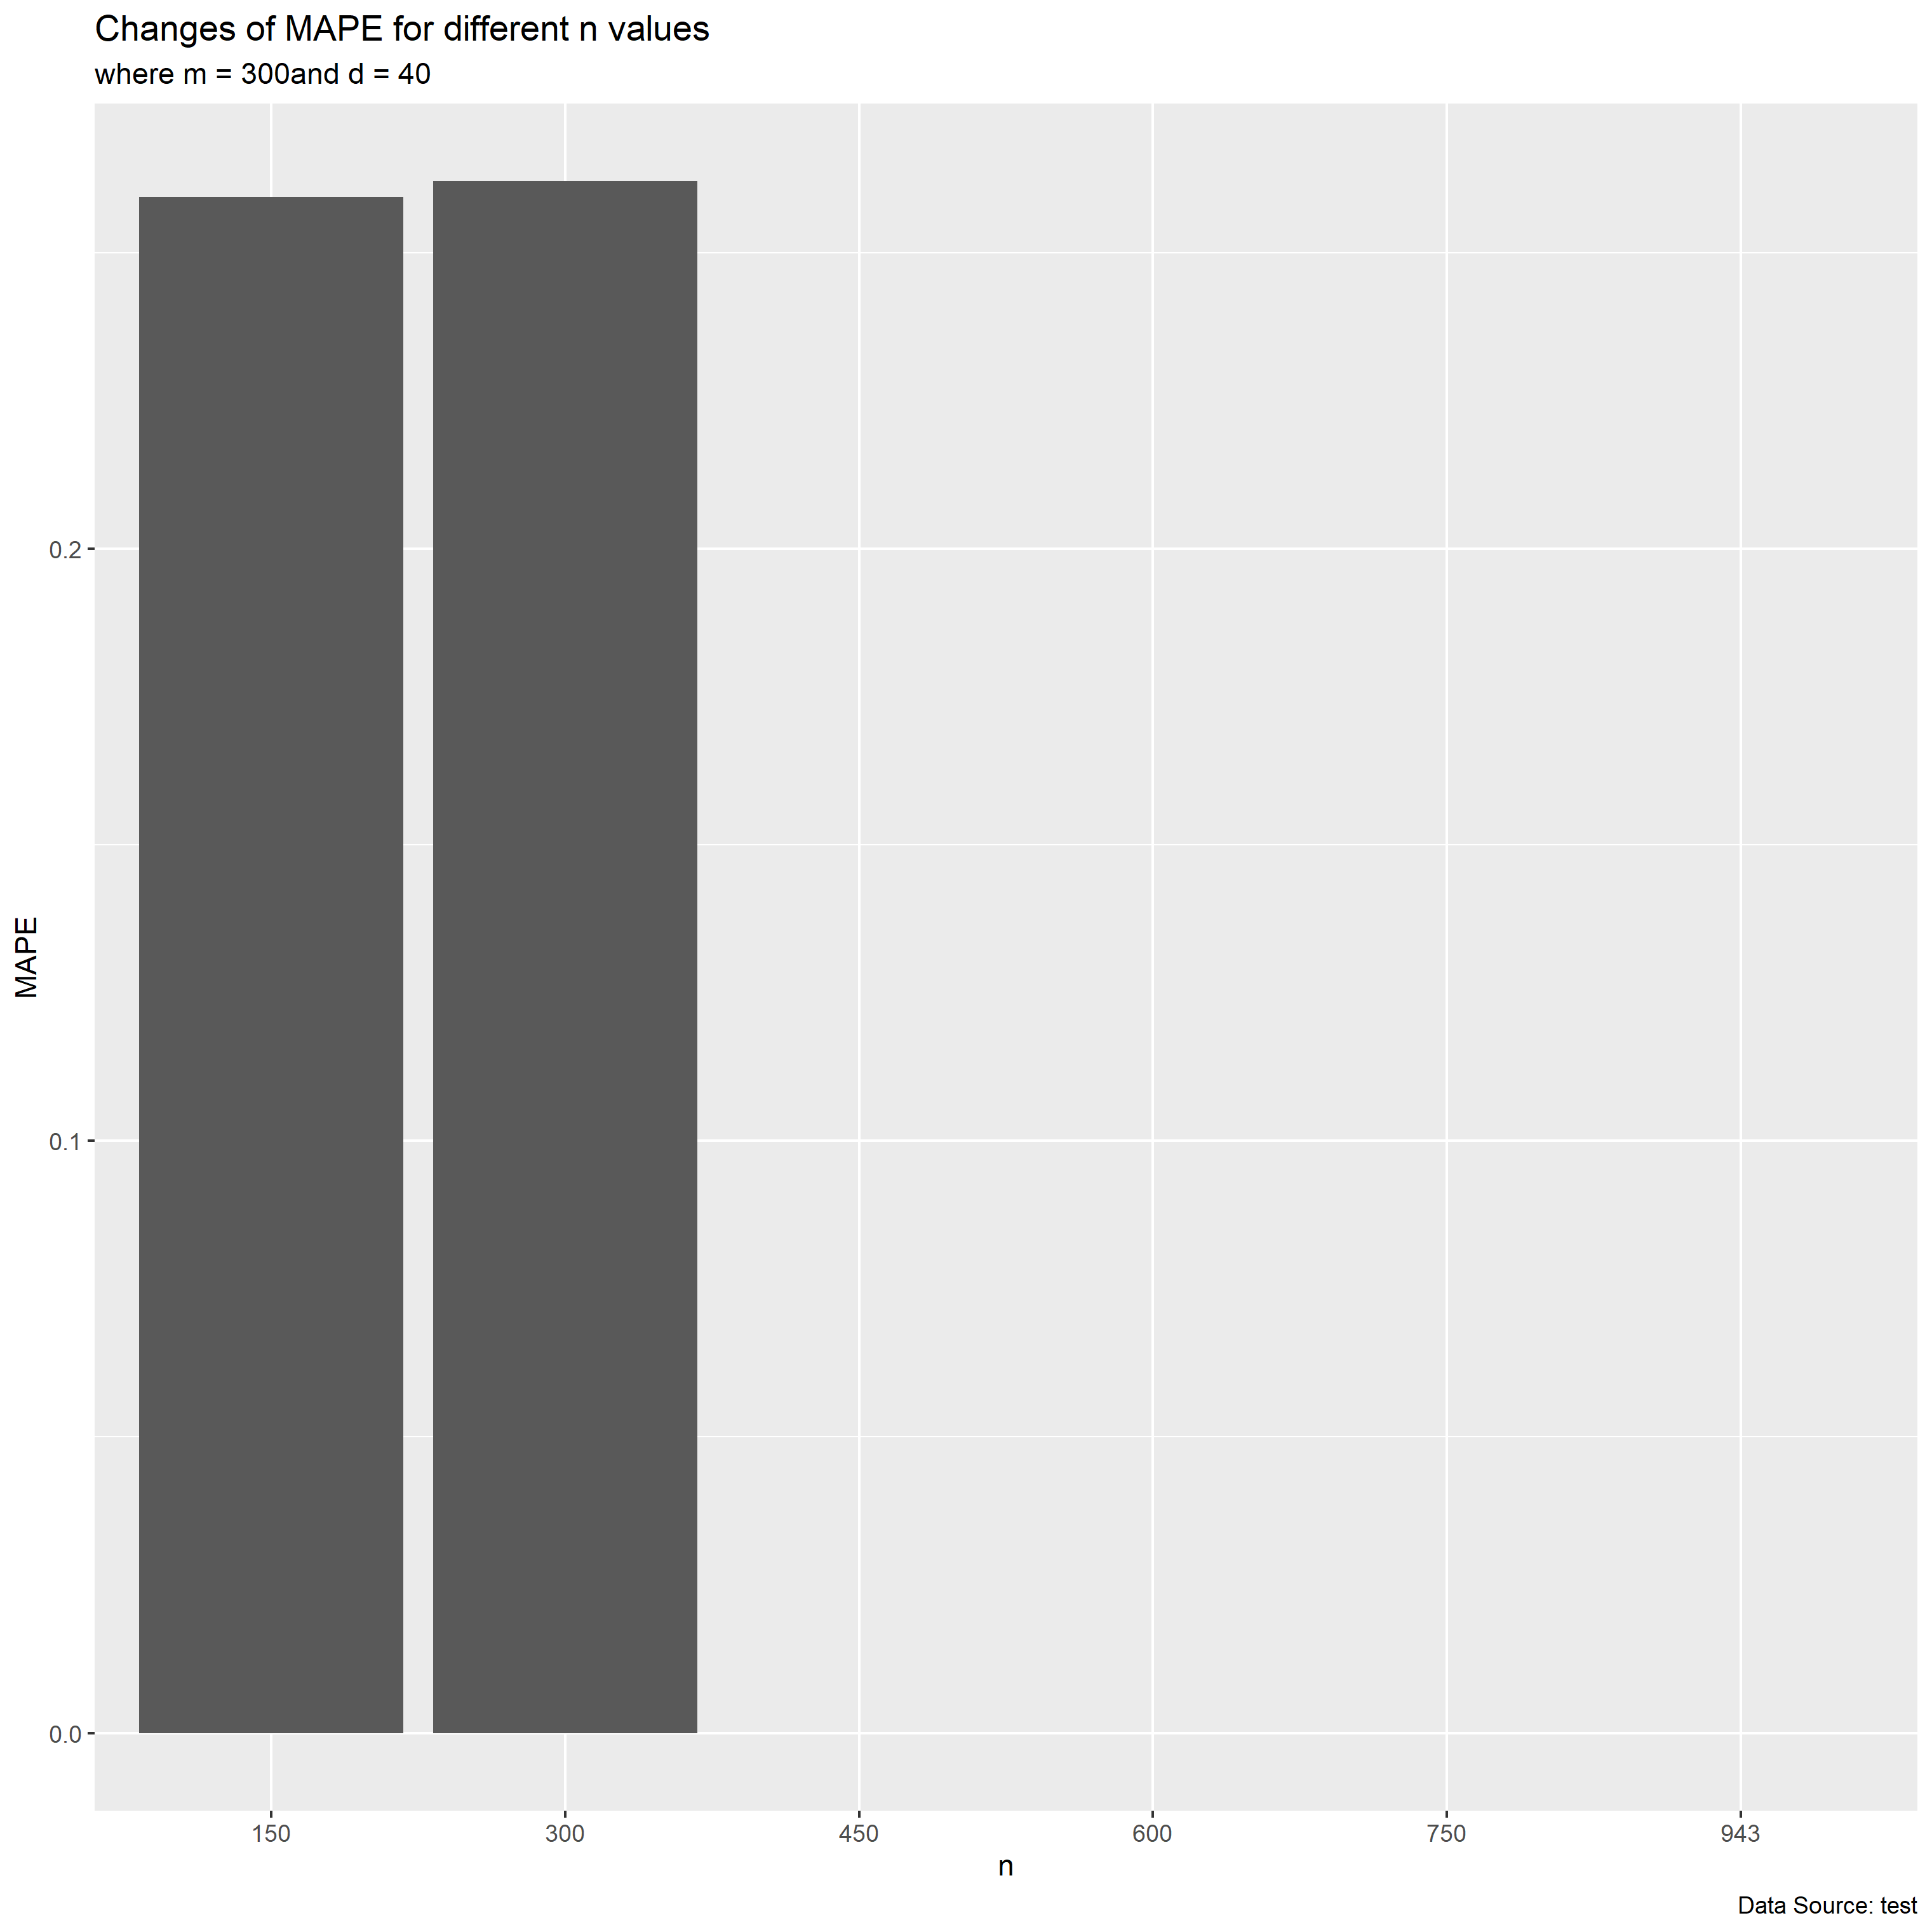 Changes of MAPE for different n values
where m = 300and d = 40
MAPE
0.2
0.1
0.0
150 300 450 600 750 943
n
Data Source: test